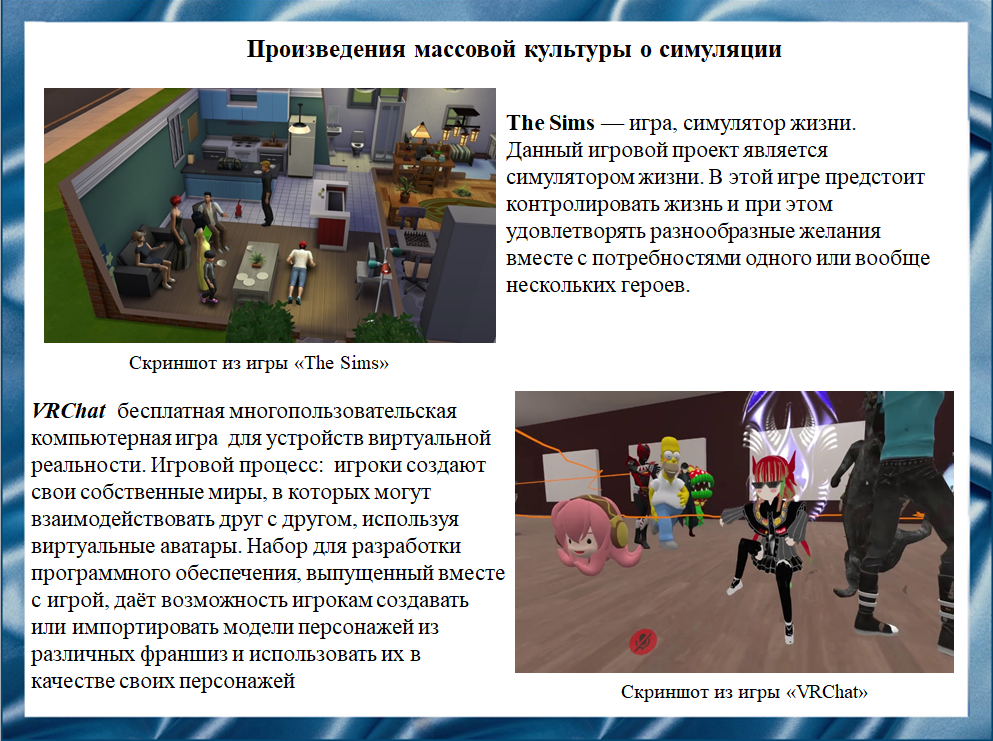 Произведения массовой культуры о симуляции
The Sims — игра, симулятор жизни.
Данный игровой проект является
симулятором жизни. В этой игре предстоит
контролировать жизнь и при этом
удовлетворять разнообразные желания
вместе с потребностями одного или вообще
нескольких героев.
Скриншот из игры «The Sims»
VRChat бесплатная многопользовательская
компьютерная игра для устройств виртуальной
реальности. Игровой процесс: игроки создают
свои собственные миры, в которых могут
взаимодействовать друг с другом, используя
виртуальные аватары. Набор для разработки
программного обеспечения, выпущенный вместе
с игрой, даёт возможность игрокам создавать
или импортировать модели персонажей из
различных франшиз и использовать их в
качестве своих персонажей
Скриншот из игры «VRChat»